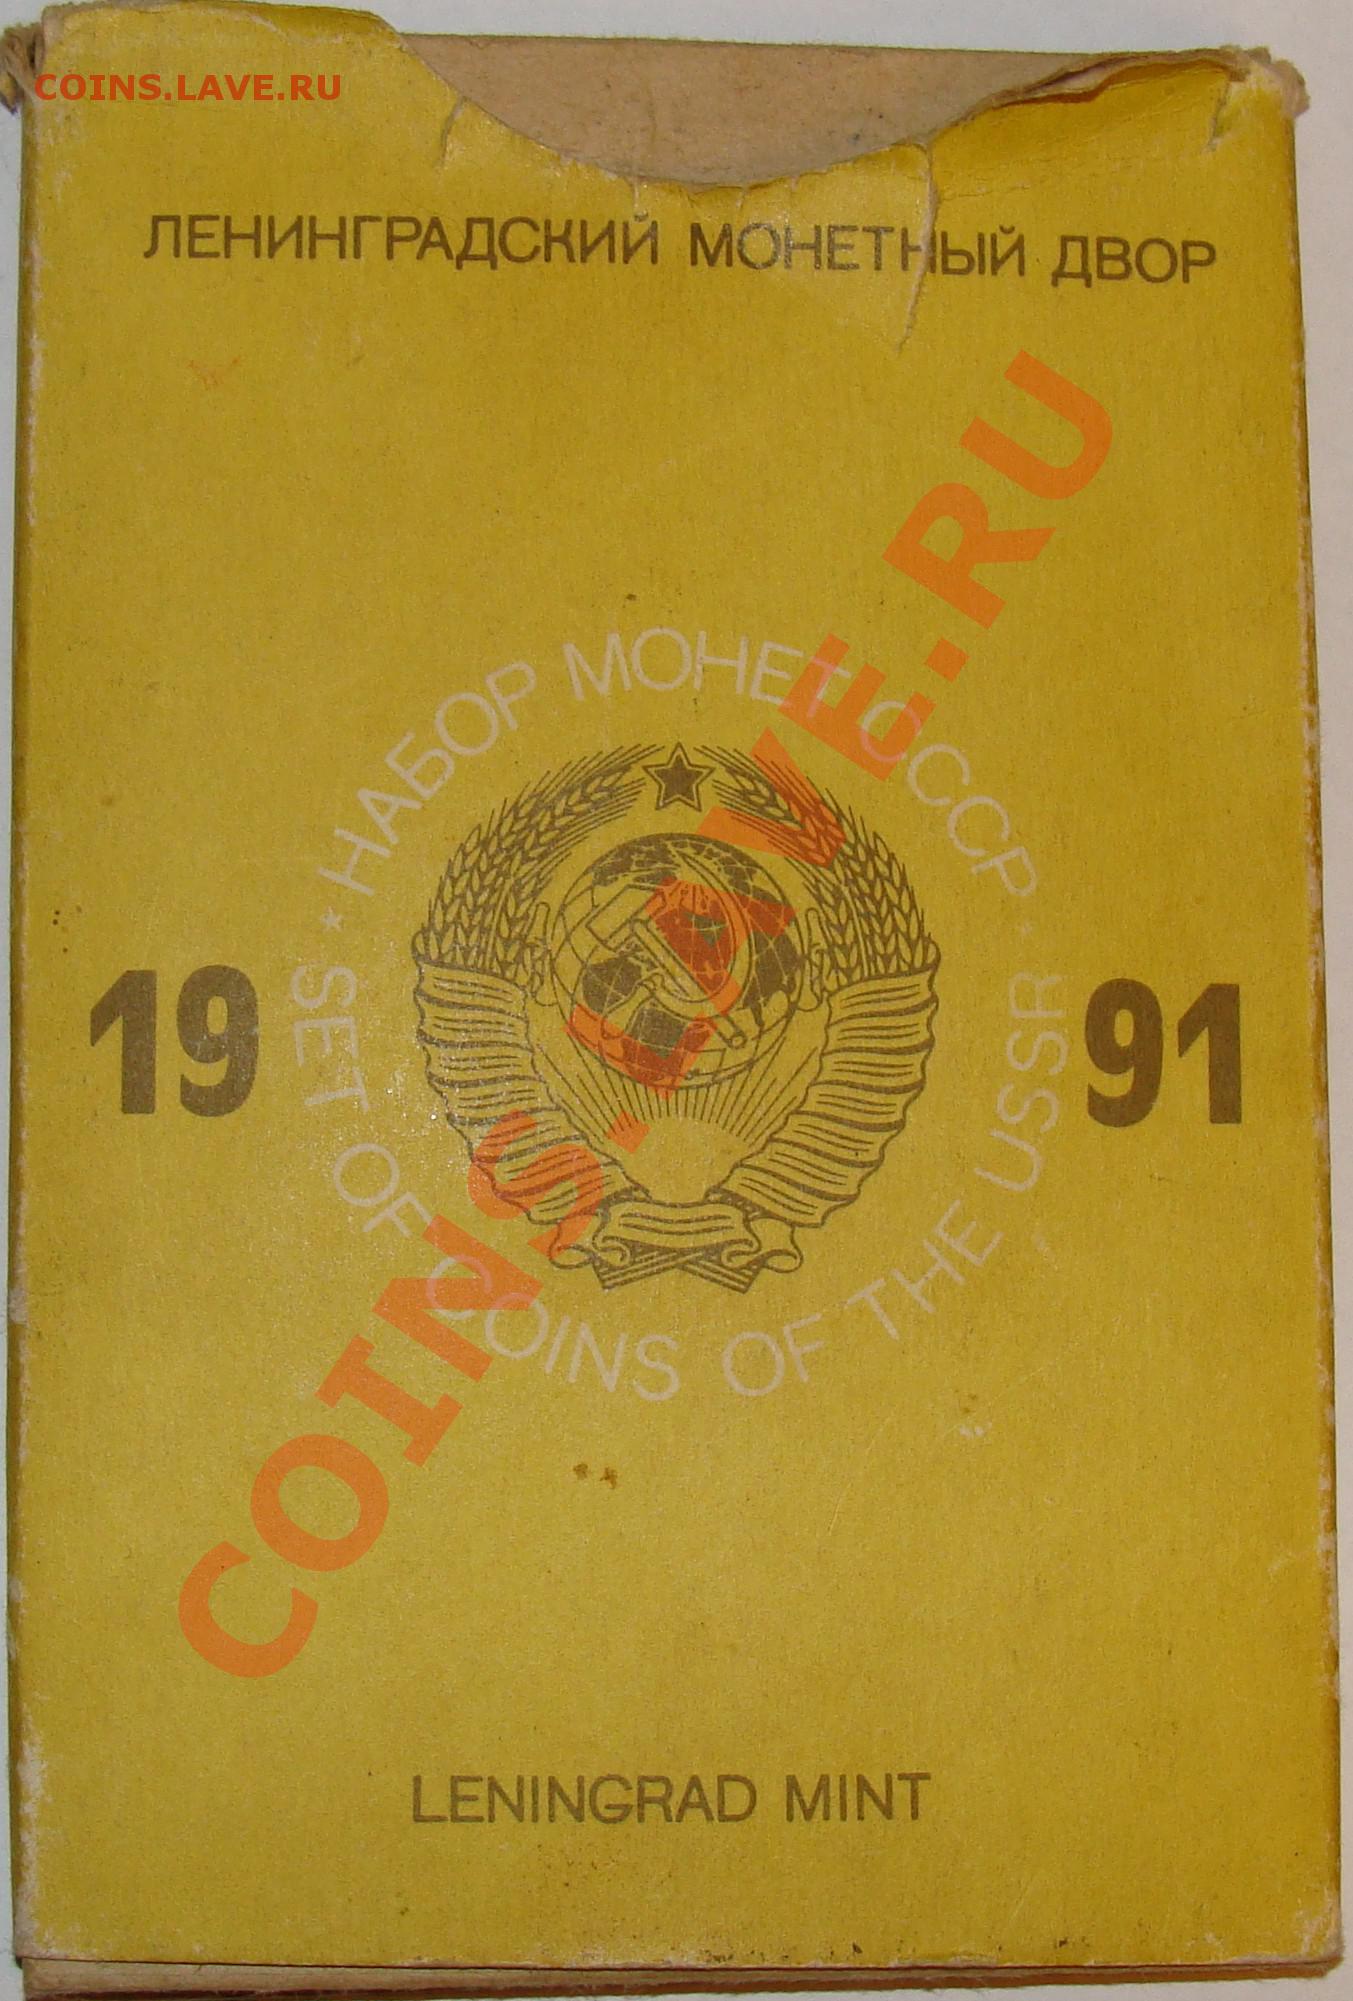 COINS.LAVE.RU
ЛЕНИНГРАДСКИЙ МОНЕТНЫЙ ДВОР
* НАБОР МОНЕТ СССР *
19 91
SET OF COINS OF THE USSR
COINS.LAVE.RU
LENINGRAD MINT